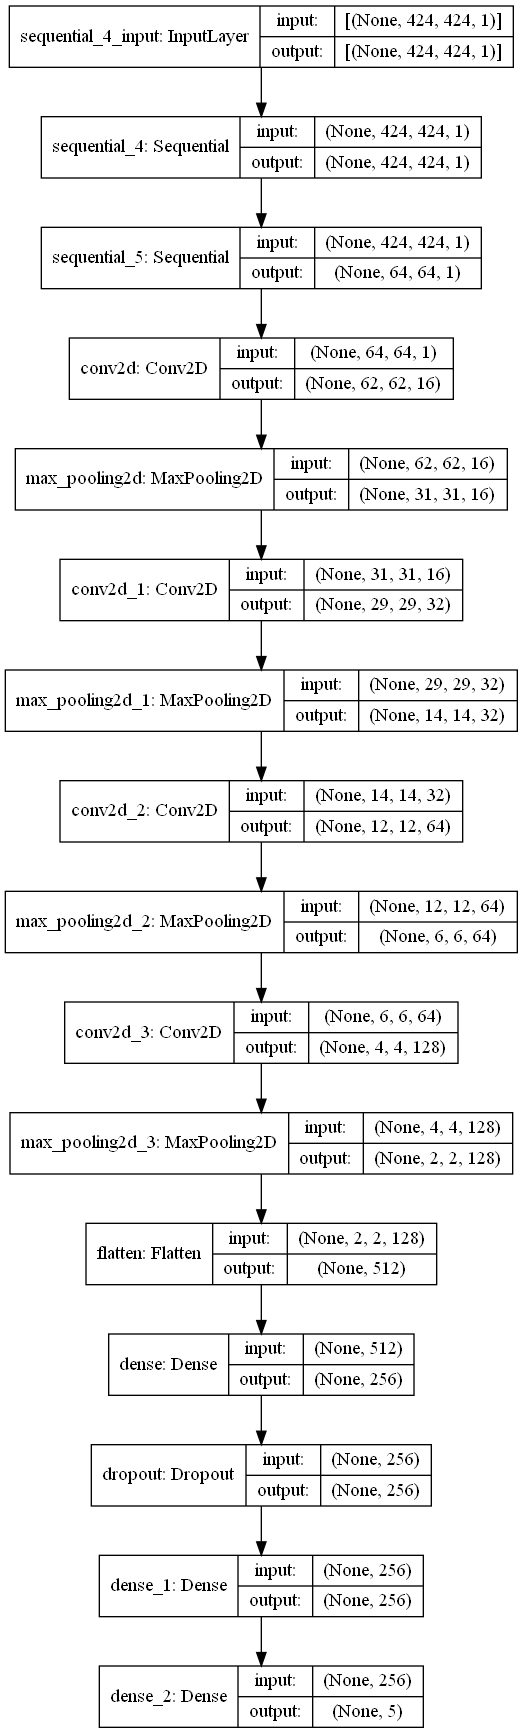 sequential_4_input: InputLayer
input: [(None, 424, 424, 1)]
output: [(None, 424, 424, 1)]
sequential_4: Sequential
input: (None, 424, 424, 1)
output: (None, 424, 424, 1)
sequential_5: Sequential
input: (None, 424, 424, 1)
output: (None, 64, 64, 1)
conv2d: Conv2D
input: (None, 64, 64, 1)
output: (None, 62, 62, 16)
max_pooling2d: MaxPooling2D
input: (None, 62, 62, 16)
output: (None, 31, 31, 16)
conv2d_1: Conv2D
input: (None, 31, 31, 16)
output: (None, 29, 29, 32)
max_pooling2d_1: MaxPooling2D
input: (None, 29, 29, 32)
output: (None, 14, 14, 32)
conv2d_2: Conv2D
input: (None, 14, 14, 32)
output: (None, 12, 12, 64)
max_pooling2d_2: MaxPooling2D
input: (None, 12, 12, 64)
output: (None, 6, 6, 64)
conv2d_3: Conv2D
input: (None, 6, 6, 64)
output: (None, 4, 4, 128)
max_pooling2d_3: MaxPooling2D
input: (None, 4, 4, 128)
output: (None, 2, 2, 128)
flatten: Flatten
input: (None, 2, 2, 128)
output: (None, 512)
dense: Dense
input: (None, 512)
output: (None, 256)
dropout: Dropout
input: (None, 256)
output: (None, 256)
dense_1: Dense
input: (None, 256)
output: (None, 256)
dense_2: Dense
input: (None, 256)
output: (None, 5)